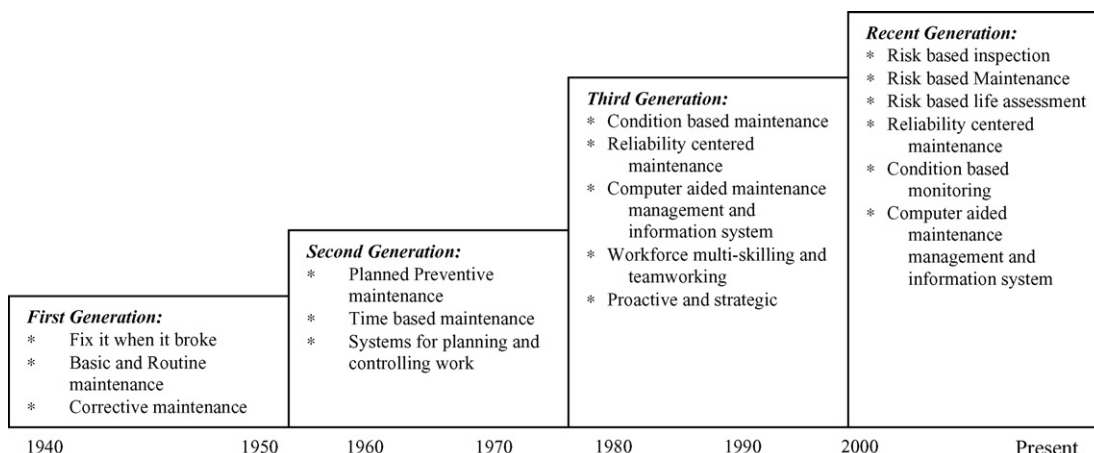 First Generation:
* Fix it when it broke
* Basic and Routine
maintenance
* Corrective maintenance
Second Generation:
* Planned Preventive
maintenance
* Time based maintenance
* Systems for planning and
controlling work
Third Generation:
* Condition based maintenance
* Reliability centered
maintenance
* Computer aided maintenance
management and
information system
* Workforce multi-skilling and
teamworking
* Proactive and strategic
Recent Generation:
* Risk based inspection
* Risk based Maintenance
* Risk based life assessment
* Reliability centered
maintenance
* Condition based
monitoring
* Computer aided
maintenance
management and
information system
1940 1950 1960 1970 1980 1990 2000 Present